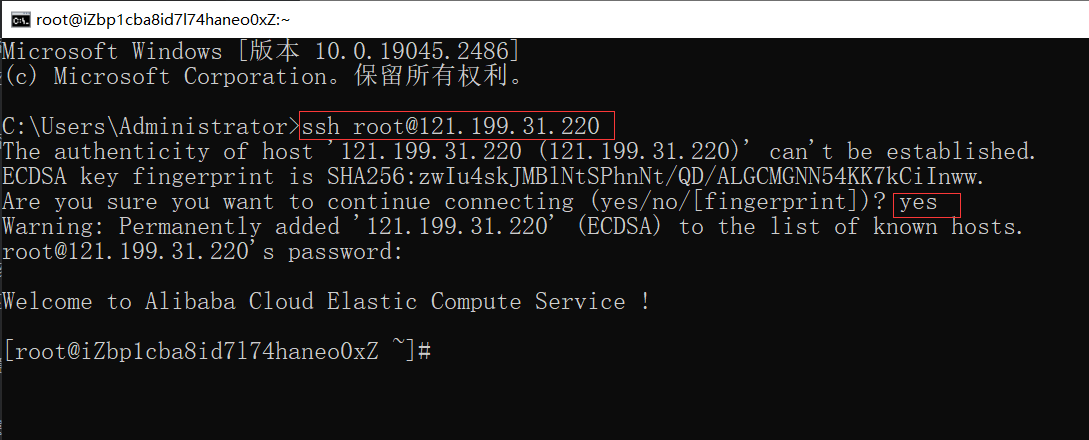 root@iZbp1cba8id7l74haneo0xZ:~
Microsoft Windows [版本 10.0.19045.2486]
(c) Microsoft Corporation。保留所有权利。
C:\Users\Administrator>ssh root@121.199.31.220
The authenticity of host '121.199.31.220 (121.199.31.220)' can't be established.
ECDSA key fingerprint is SHA256:zwIu4skJMBlNtSPhnNt/QD/ALGCMGNN54KK7kCiInww.
Are you sure you want to continue connecting (yes/no/[fingerprint])? yes
Warning: Permanently added '121.199.31.220' (ECDSA) to the list of known hosts.
root@121.199.31.220's password:
Welcome to Alibaba Cloud Elastic Compute Service !
[root@iZbp1cba8id7l74haneo0xZ ~]#